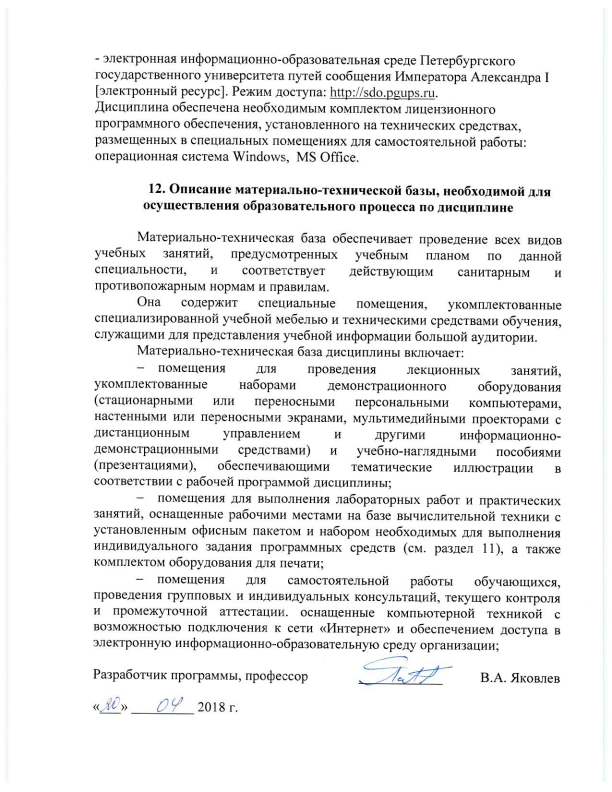 - электронная информационно-образовательная среде Петербургского
государственного университета путей сообщения Императора Александра I
[электронный ресурс]. Режим доступа: http://sdo.pgups.ru.
Дисциплина обеспечена необходимым комплектом лицензионного
программного обеспечения, установленного на технических средствах,
размещенных в специальных помещениях для самостоятельной работы:
операционная система Windows, MS Office.
12. Описание материально-технической базы, необходимой для
осуществления образовательного процесса по дисциплине
Материально-техническая база обеспечивает проведение всех видов
учебных занятий, предусмотренных учебным планом по данной
специальности, и соответствует действующим санитарным и
противопожарным нормам и правилам.
Она содержит специальные помещения, укомплектованные
специализированной учебной мебелью и техническими средствами обучения,
служащими для представления учебной информации большой аудитории.
Материально-техническая база дисциплины включает:
– помещения для проведения лекционных занятий,
укомплектованные наборами демонстрационного оборудования
(стационарными или переносными персональными компьютерами,
настенными или переносными экранами, мультимедийными проекторами с
дистанционным управлением и другими информационно-
демонстрационными средствами) и учебно-наглядными пособиями
(презентациями), обеспечивающими тематические иллюстрации в
соответствии с рабочей программой дисциплины;
– помещения для выполнения лабораторных работ и практических
занятий, оснащенные рабочими местами на базе вычислительной техники с
установленным офисным пакетом и набором необходимых для выполнения
индивидуального задания программных средств (см. раздел 11), а также
комплектом оборудования для печати;
– помещения для самостоятельной работы обучающихся,
проведения групповых и индивидуальных консультаций, текущего контроля
и промежуточной аттестации. оснащенные компьютерной техникой с
возможностью подключения к сети «Интернет» и обеспечением доступа в
электронную информационно-образовательную среду организации;
Разработчик программы, профессор В.А. Яковлев
«20» 04 2018 г.